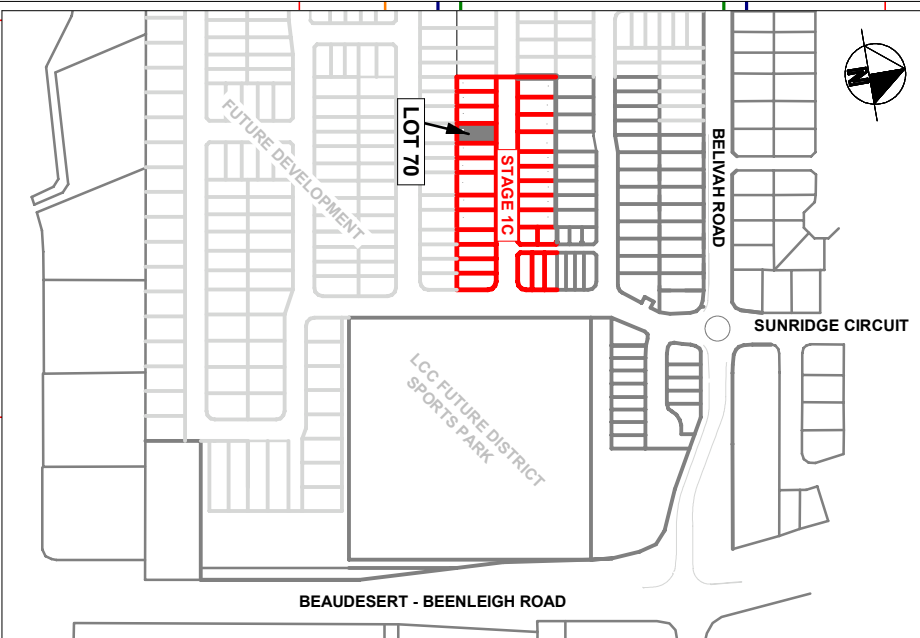 N
FUTURE DEVELOPMENT
LOT 70
STAGE 1C
BELIVAH ROAD
SUNRIDGE CIRCUIT
LCC FUTURE DISTRICT
SPORTS PARK
BEAUDESERT - BEENLEIGH ROAD